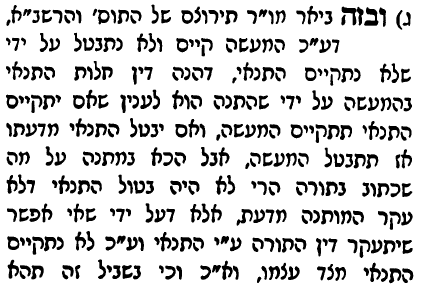 ג) ובזה ביאר מו"ר תירוצם של התוס' והרשב"א,
דע"כ המעשה קיים ולא נתבטל על ידי
שלא נתקיים התנאי, דהנה דין חלות התנאי
בהמעשה על ידי שהתנה הוא לענין שאם יתקיים
התנאי תתקיים המעשה, ואם יבטל התנאי מדעתו
אז תתבטל המעשה, אבל הכא במתנה על מה
שכתוב בתורה הרי לא היה בטול התנאי דלא
עקר המותנה מדעת, אלא דעל ידי שאי אפשר
שיתעקר דין התורה ע"י התנאי וע"כ לא נתקיים
התנאי מצד עצמו, וא"כ וכי בשביל זה תהא